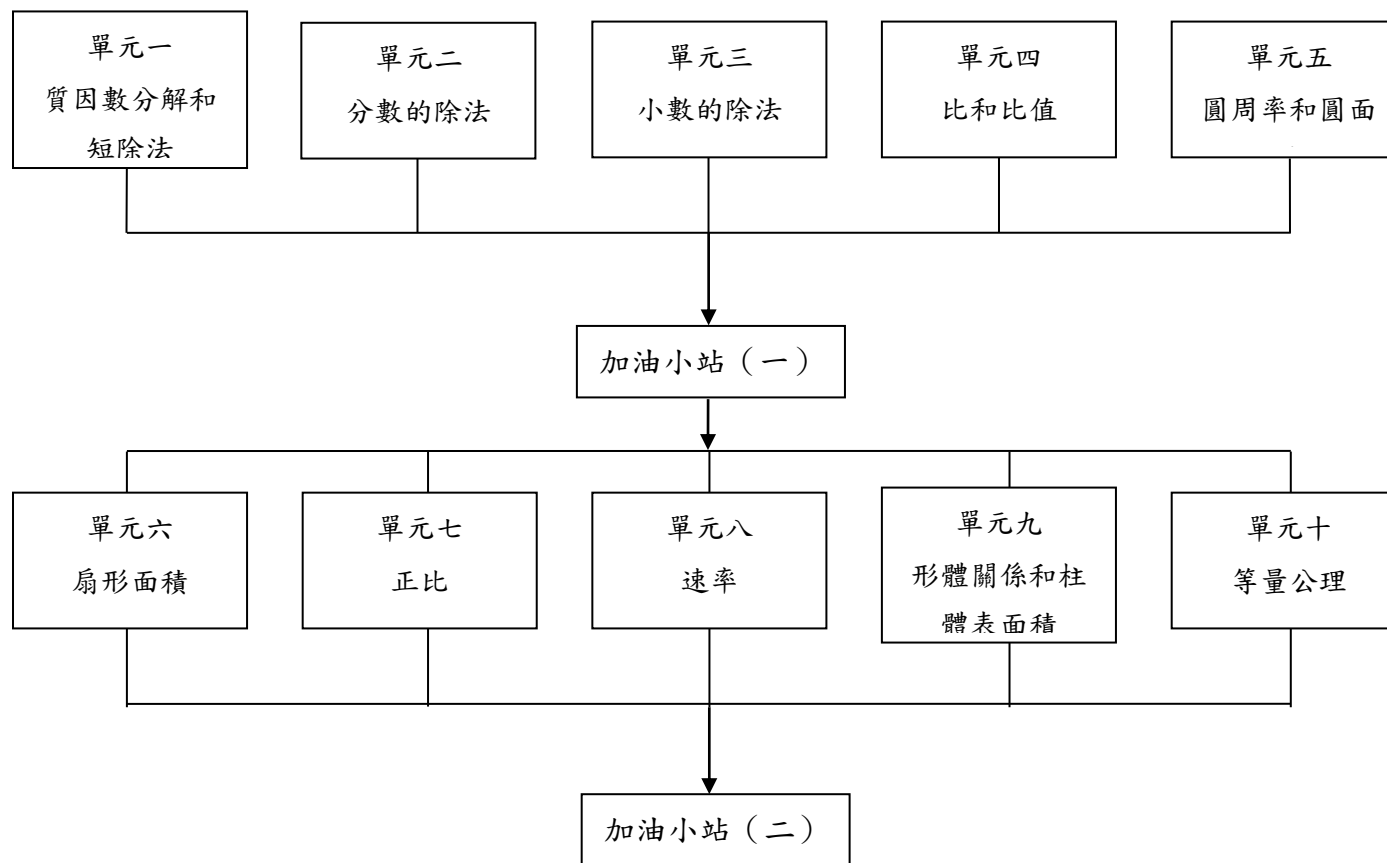 單元一
質因數分解和
短除法
單元二
分數的除法
單元三
小數的除法
單元四
比和比值
單元五
圓周率和圓面
加油小站（一）
單元六
扇形面積
單元七
正比
單元八
速率
單元九
形體關係和柱
體表面積
單元十
等量公理
加油小站（二）